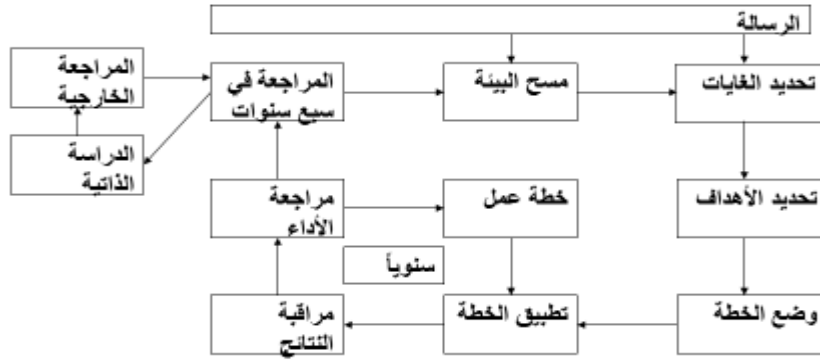 الرسالة
المراجعة
الخارجية
المراجعة في
سبع سنوات
مسح البيئة
تحديد الغايات
الدراسة
الذاتية
مراجعة
الأداء
خطة عمل
تحديد الأهداف
سنوياً
مراقبة
النتائج
تطبيق الخطة
وضع الخطة